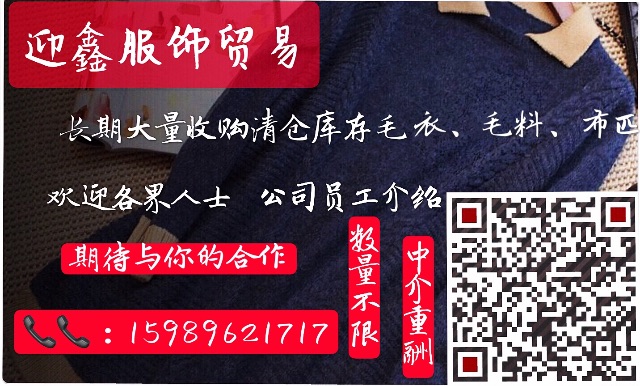 迎鑫服饰贸易
长期大量收购清仓库存毛衣、毛料、布匹
欢迎各界人士 公司员工介绍
期待与你的合作
数量不限
中介重酬
📞📞：15989621717